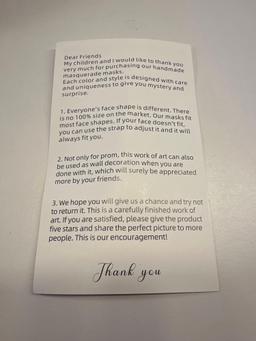 Dear Friends
My children and I would like to thank you
very much for purchasing our handmade
masquerade masks.
Each color and style is designed with care
and uniqueness to give you mystery and
surprise.
1. Everyone's face shape is different. There
is no 100% size on the market. Our masks fit
most face shapes. If your face doesn't fit,
you can use the strap to adjust it and it will
always fit you.
2. Not only for prom, this work of art can also
be used as wall decoration when you are
done with it, which will surely be appreciated
more by your friends.
3. We hope you will give us a chance and try not
to return it. This is a carefully finished work of
art. If you are satisfied, please give the product
five stars and share the perfect picture to more
people. This is our encouragement!
Thank you